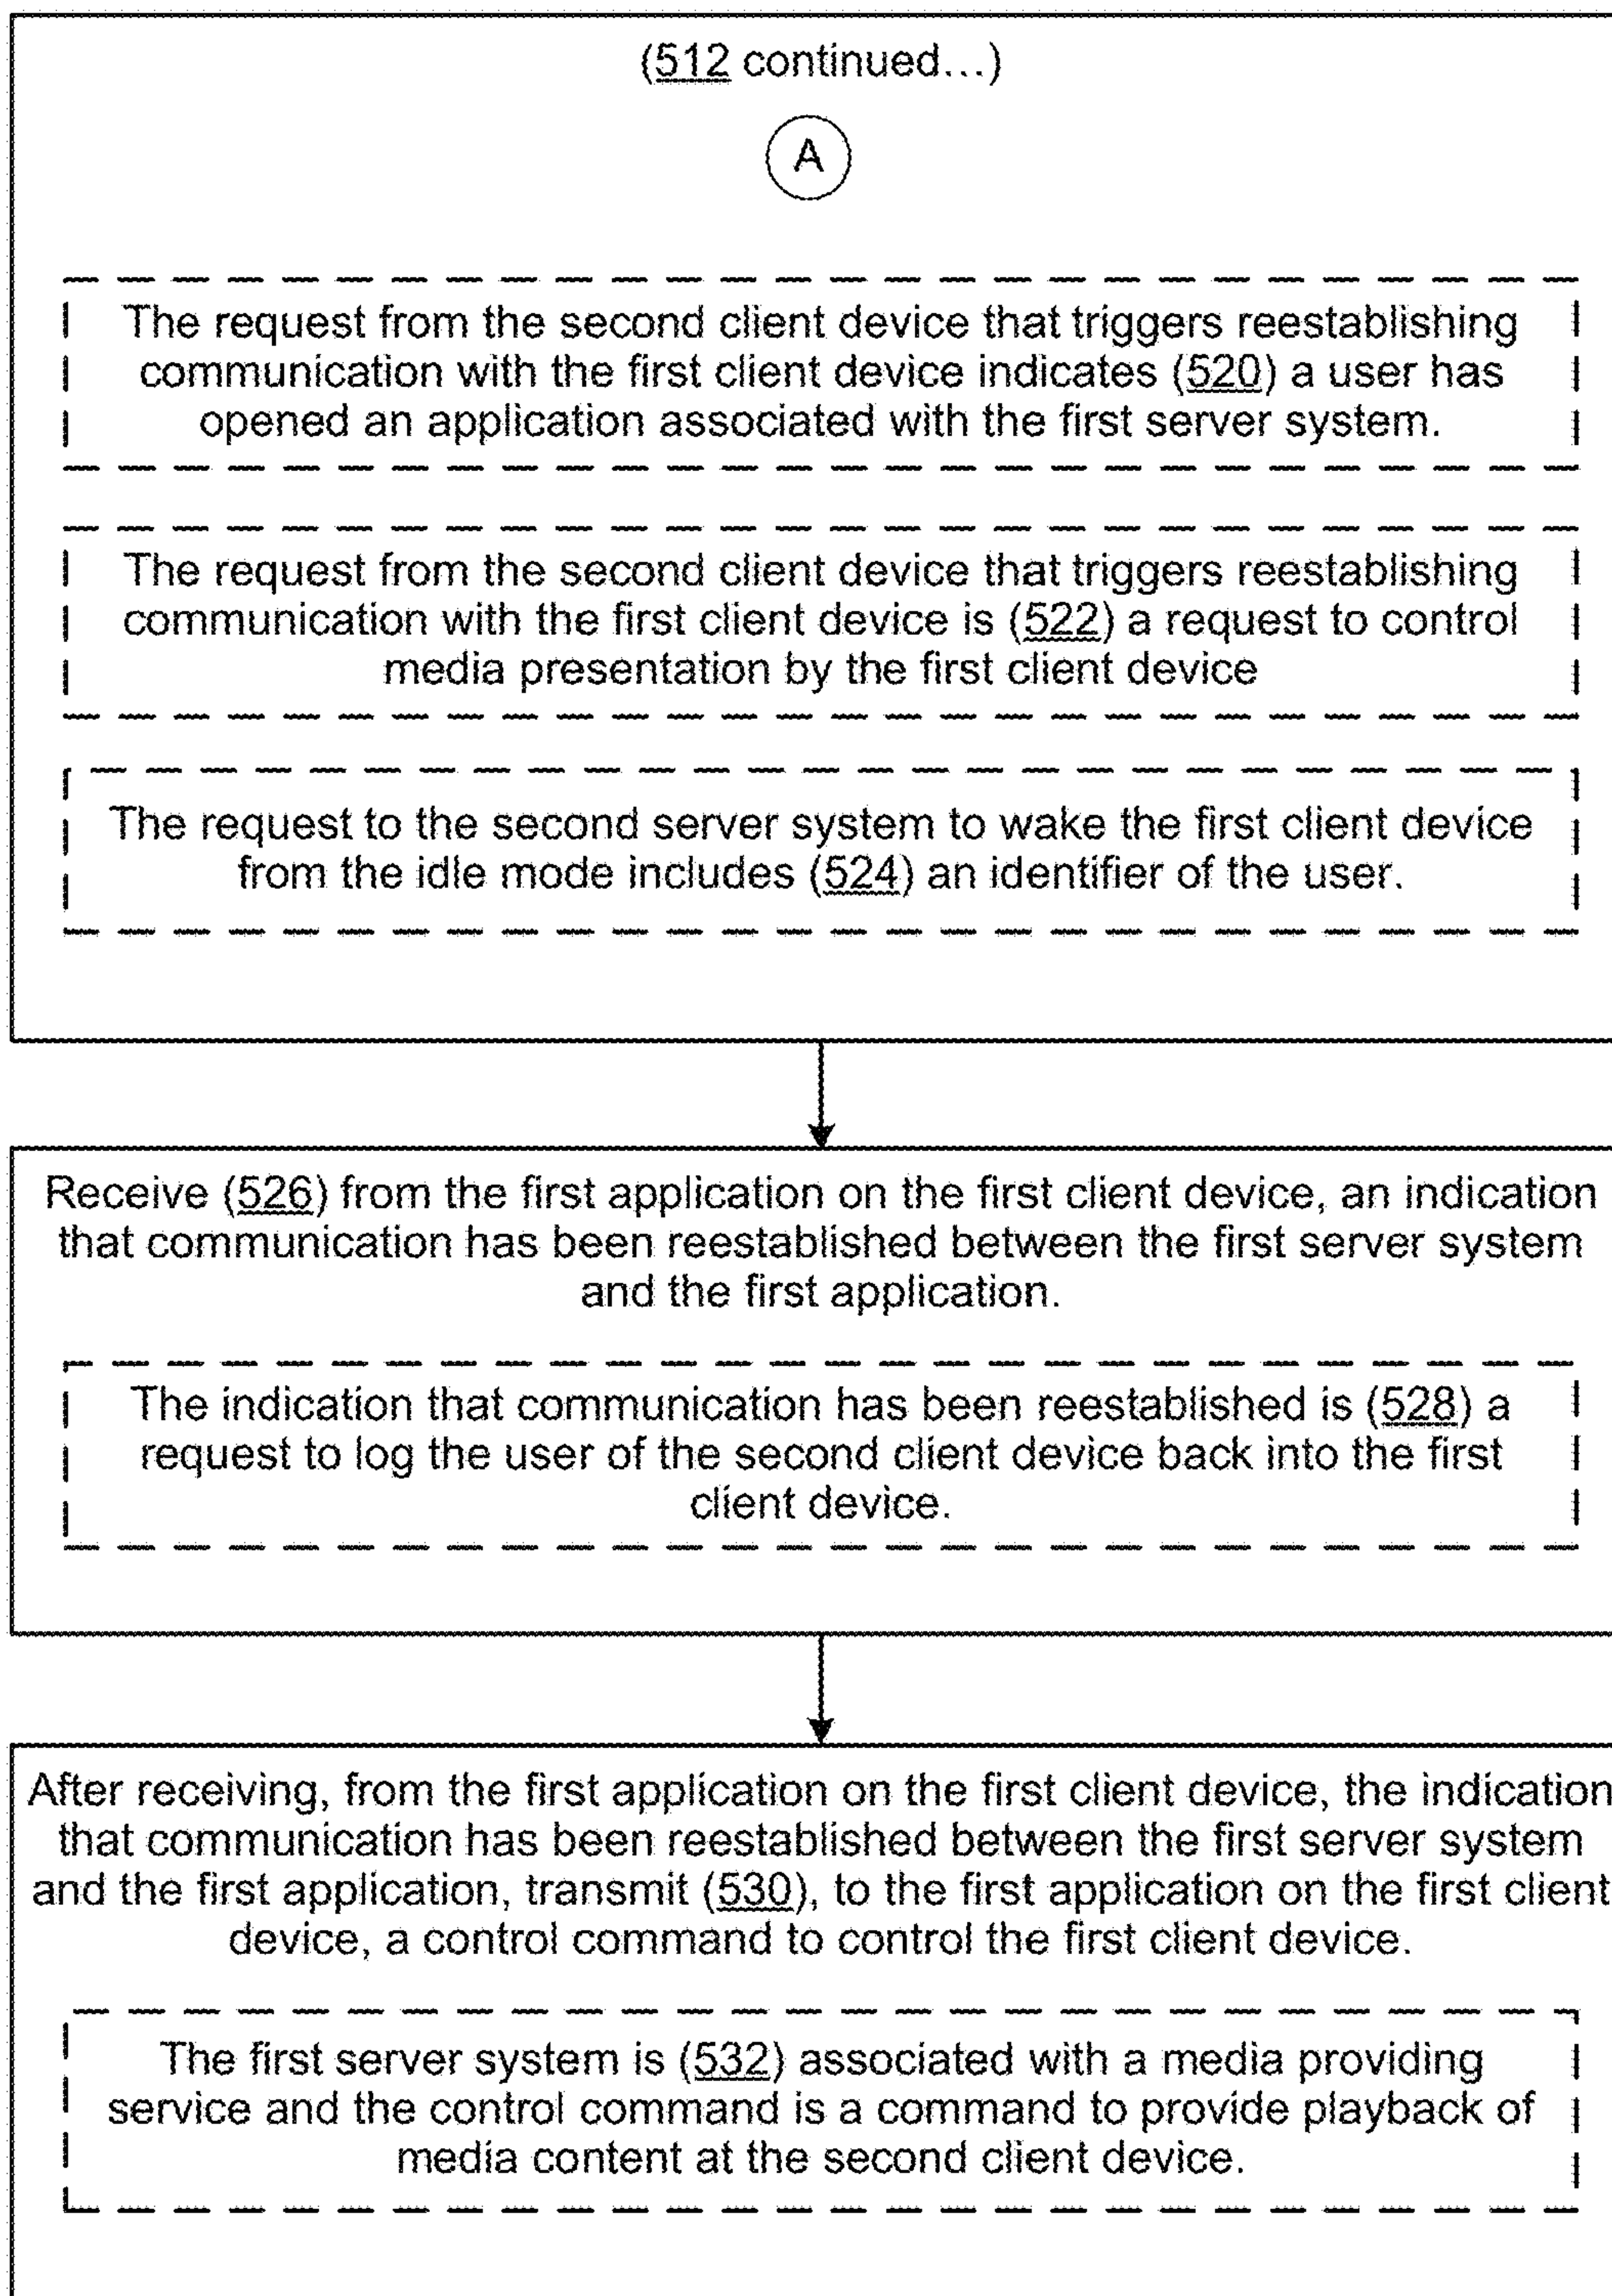 (512 continued...)
A
The request from the second client device that triggers reestablishing
communication with the first client device indicates (520) a user has
opened an application associated with the first server system.
The request from the second client device that triggers reestablishing
communication with the first client device is (522) a request to control
media presentation by the first client device
The request to the second server system to wake the first client device
from the idle mode includes (524) an identifier of the user.
Receive (526) from the first application on the first client device, an indication
that communication has been reestablished between the first server system
and the first application.
The indication that communication has been reestablished is (528) a
request to log the user of the second client device back into the first
client device.
After receiving, from the first application on the first client device, the indication
that communication has been reestablished between the first server system
and the first application, transmit (530), to the first application on the first client
device, a control command to control the first client device.
The first server system is (532) associated with a media providing
service and the control command is a command to provide playback of
media content at the second client device.